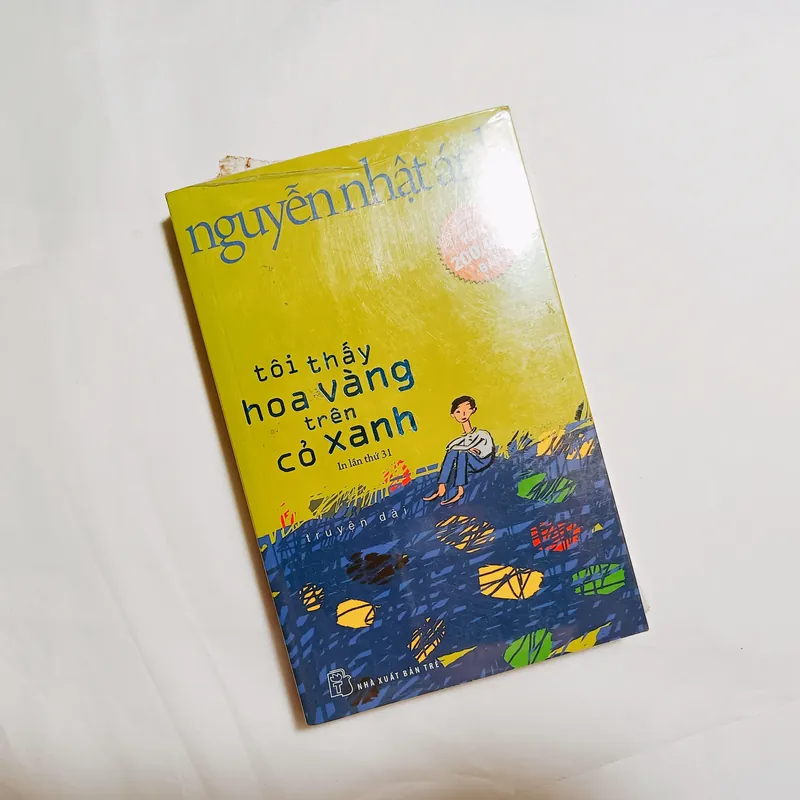 nguyễn nhật
200
tôi thấy
hoa vàng
trên
cỏ xanh
In lần thứ 31
truyện dài
NHÀ XUẤT BẢN TRẺ